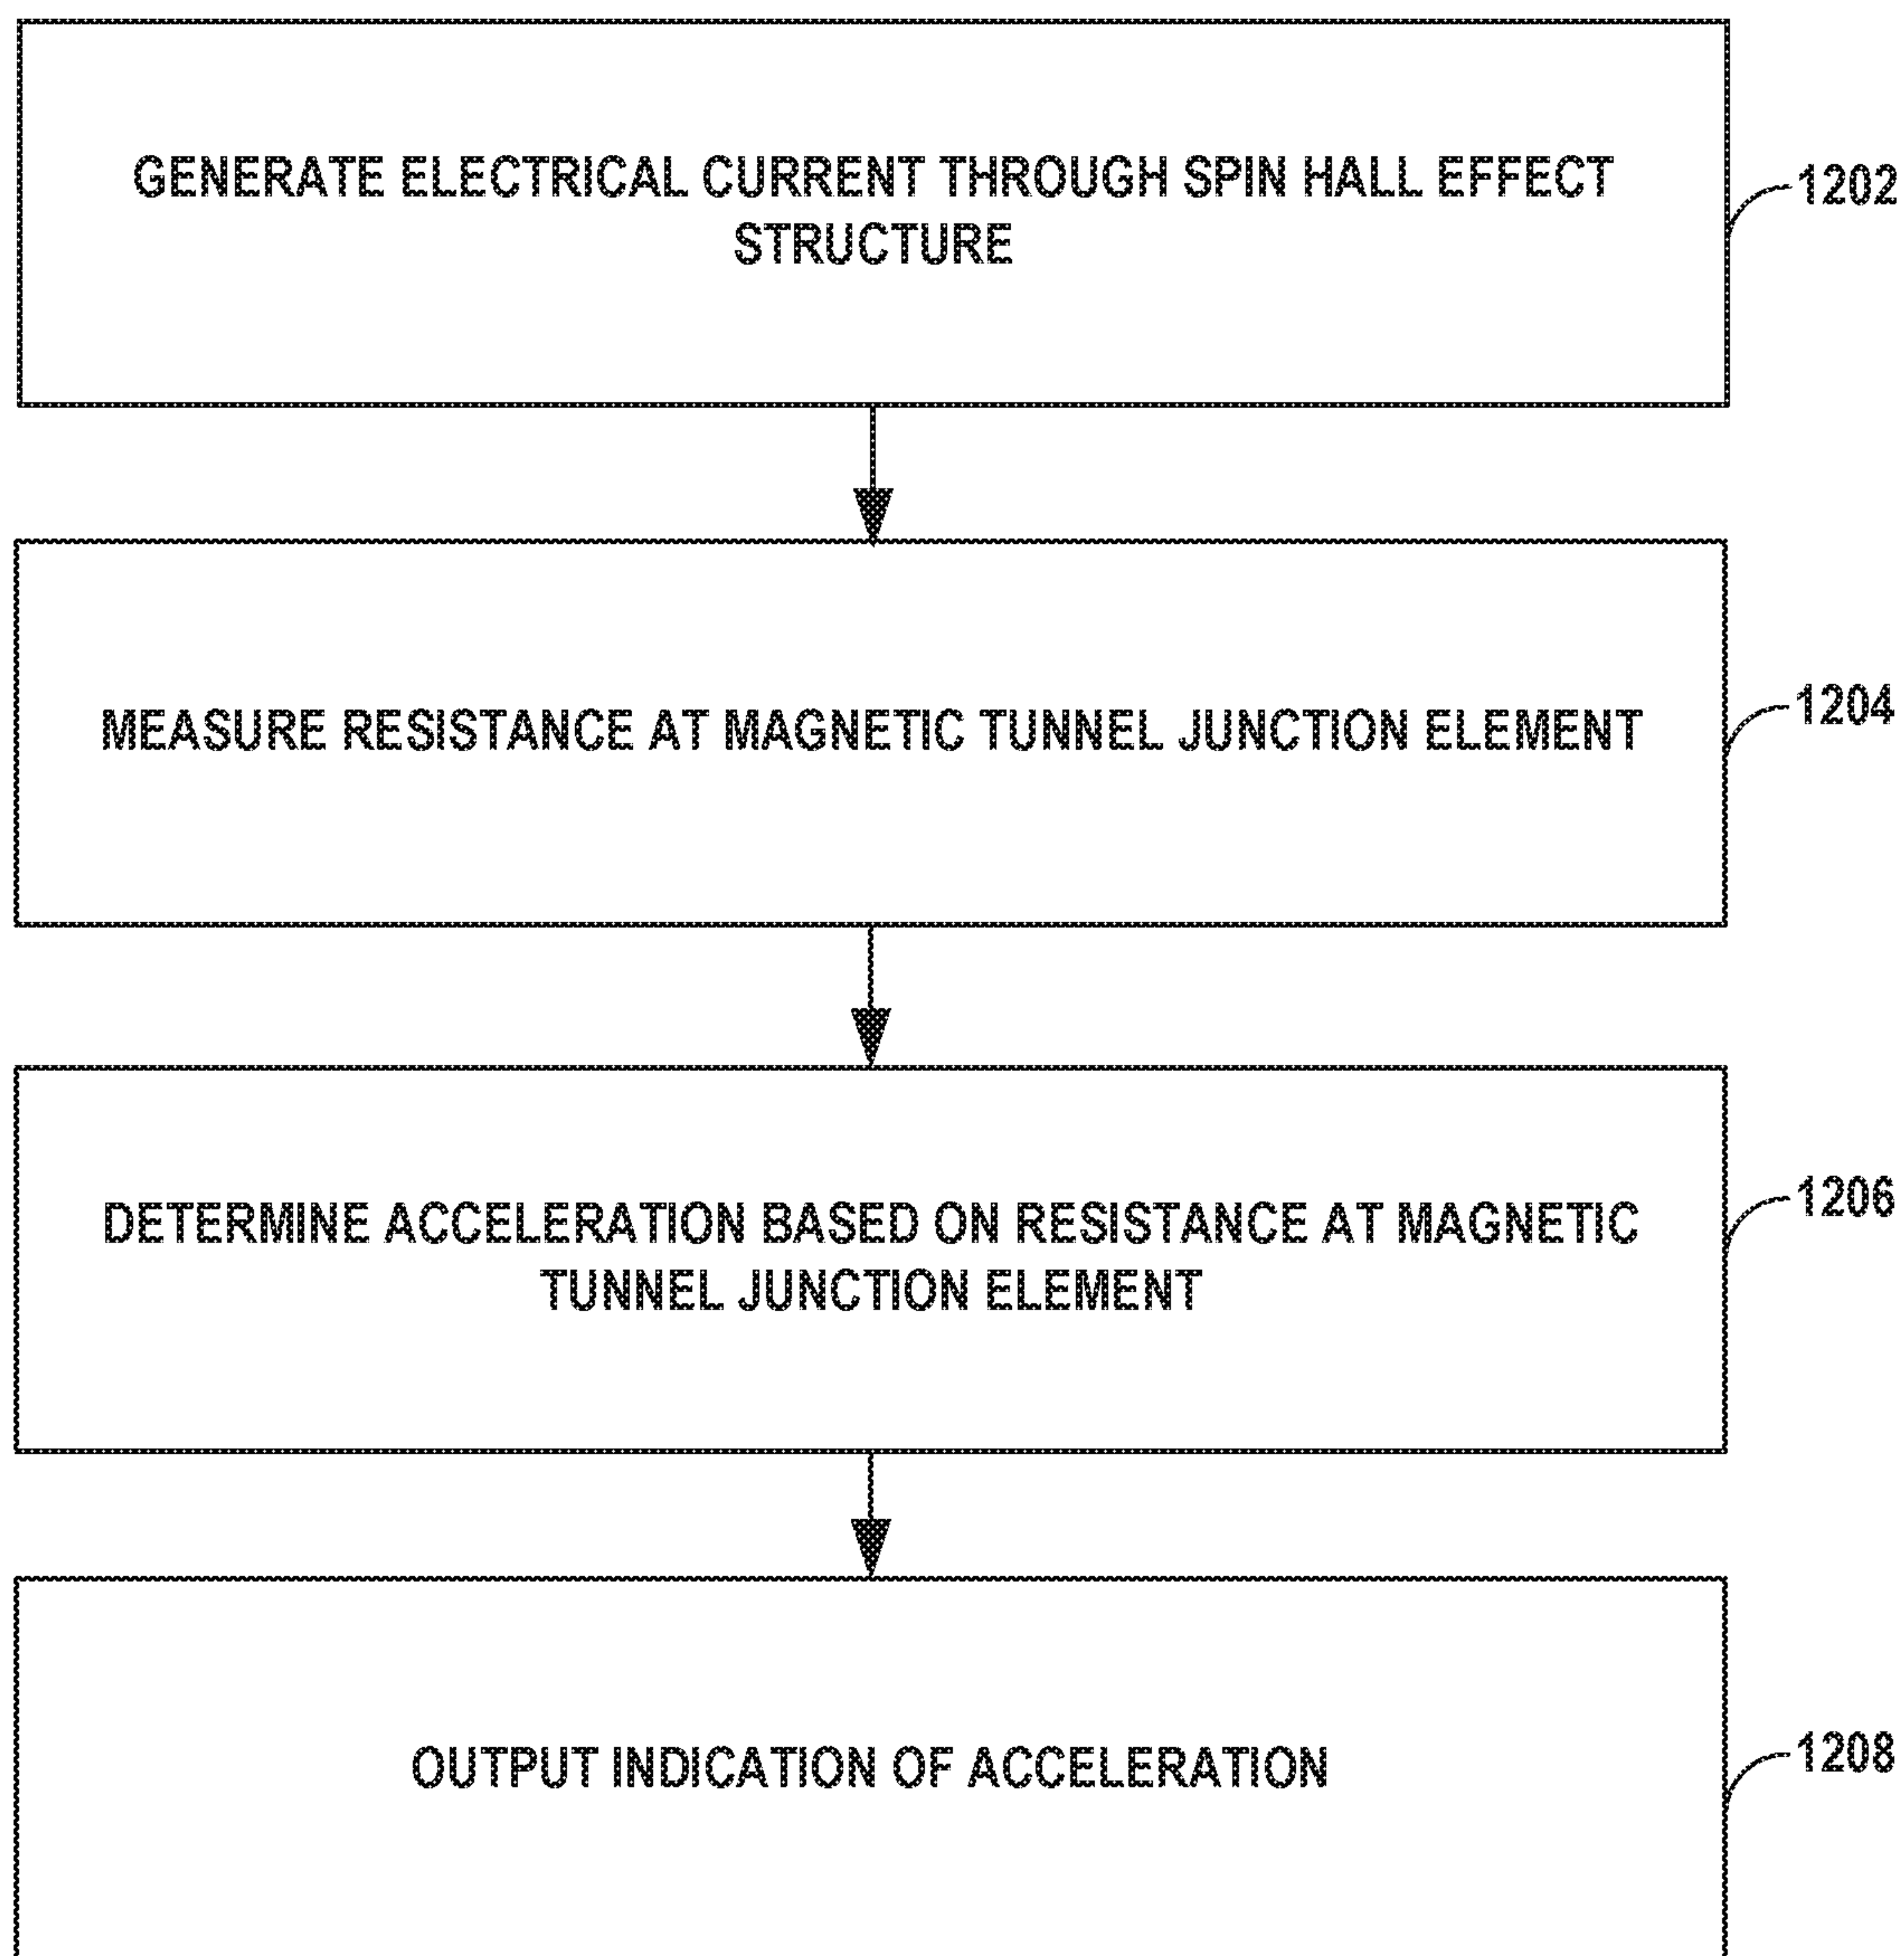 GENERATE ELECTRICAL CURRENT THROUGH SPIN HALL EFFECT
STRUCTURE
1202
MEASURE RESISTANCE AT MAGNETIC TUNNEL JUNCTION ELEMENT
1204
DETERMINE ACCELERATION BASED ON RESISTANCE AT MAGNETIC
TUNNEL JUNCTION ELEMENT
1206
OUTPUT INDICATION OF ACCELERATION
1208